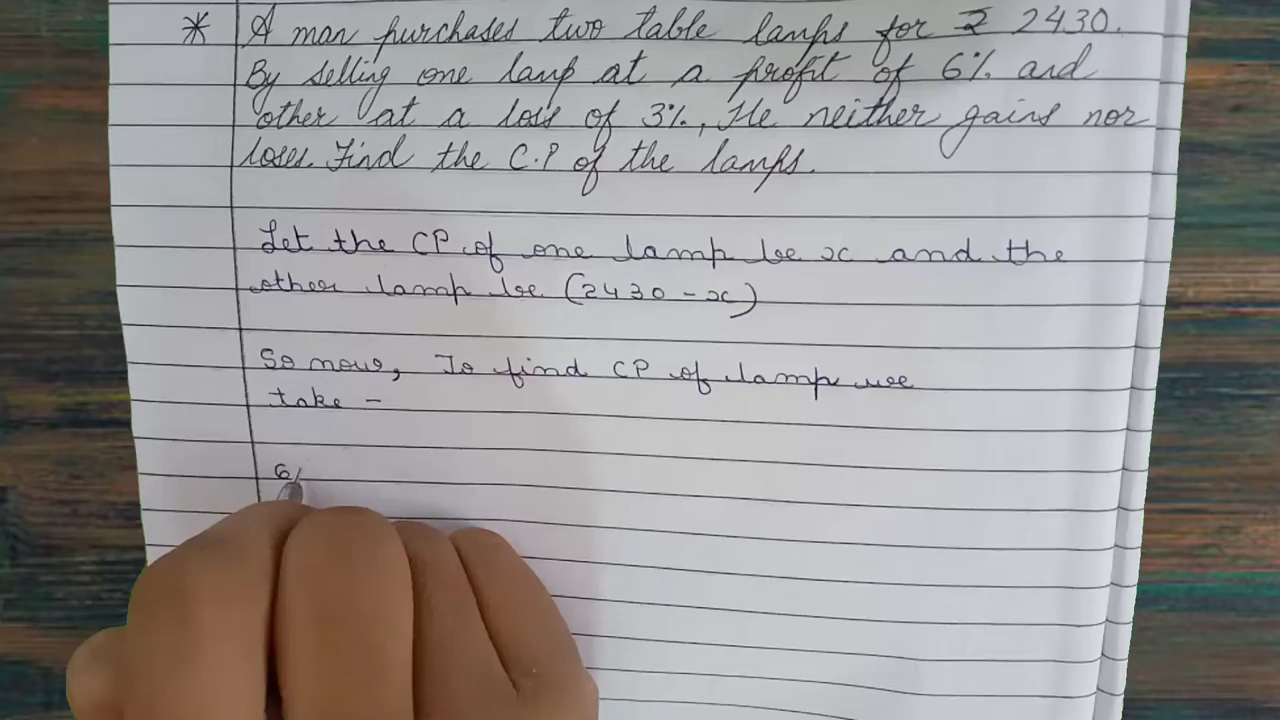 * A man purchases two table lamps for ₹ 2430.
By selling one lamp at a profit of 6% and
other at a loss of 3%, He neither gains nor
loses. Find the C.P of the lamps.
Let the CP of one lamp be x and the
other lamp be (2430 - x)
So now, To find CP of lamp we
take -
6/